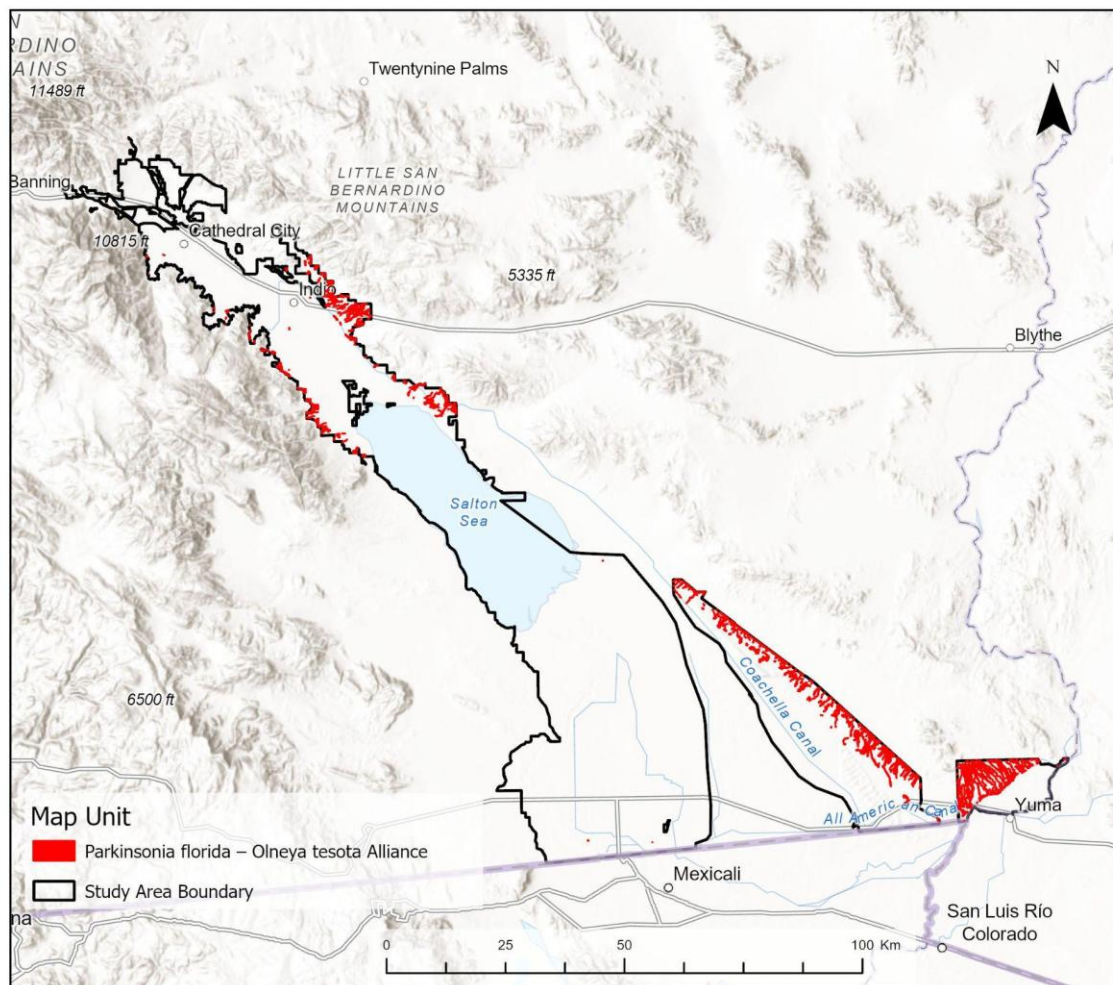 N
RDINO
AINS
11489 ft
Twentynine Palms
N
LITTLE SAN
BERNARDINO
MOUNTAINS
Banning
10815 ft
Cathedral City
5335 ft
Indio
Blythe
Salton
Sea
6500 ft
Coachella Canal
All American Canal
Yuma
Map Unit
Parkinsonia florida – Olneya tesota Alliance
Study Area Boundary
Mexicali
na
San Luis Río
Colorado
0 25 50 100 Km